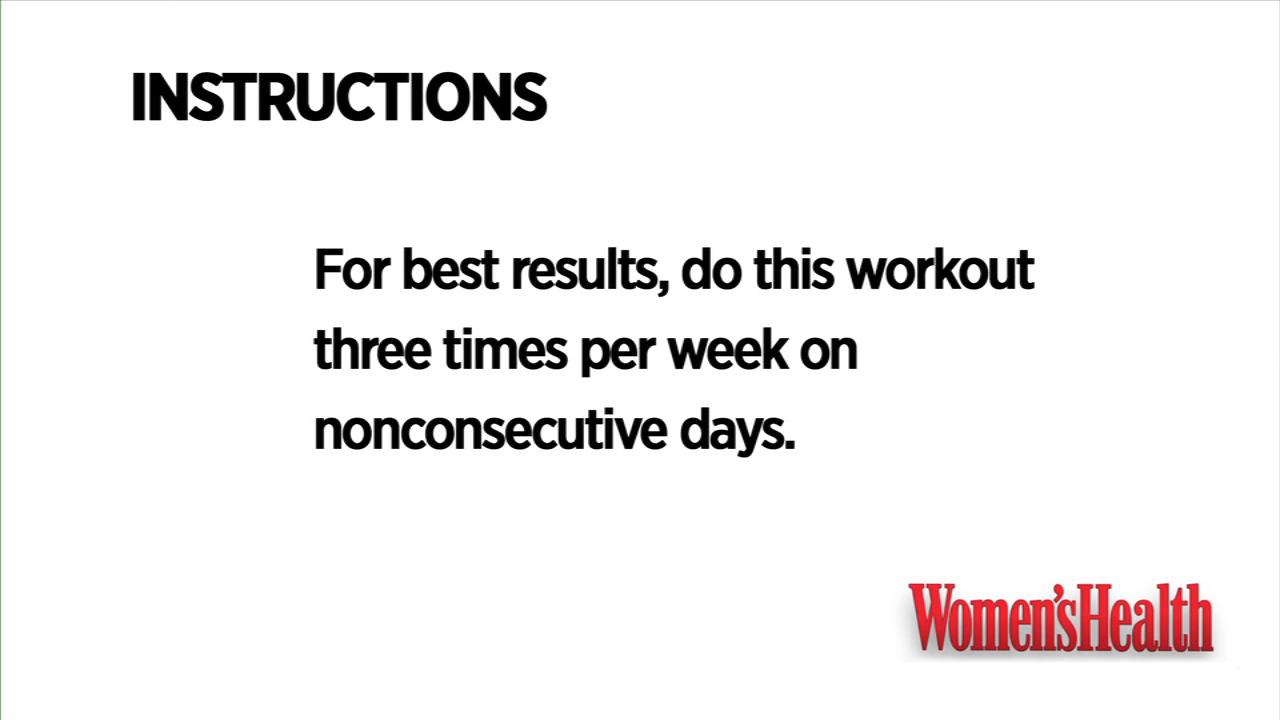 INSTRUCTIONS
For best results, do this workout
three times per week on
nonconsecutive days.
Women'sHealth